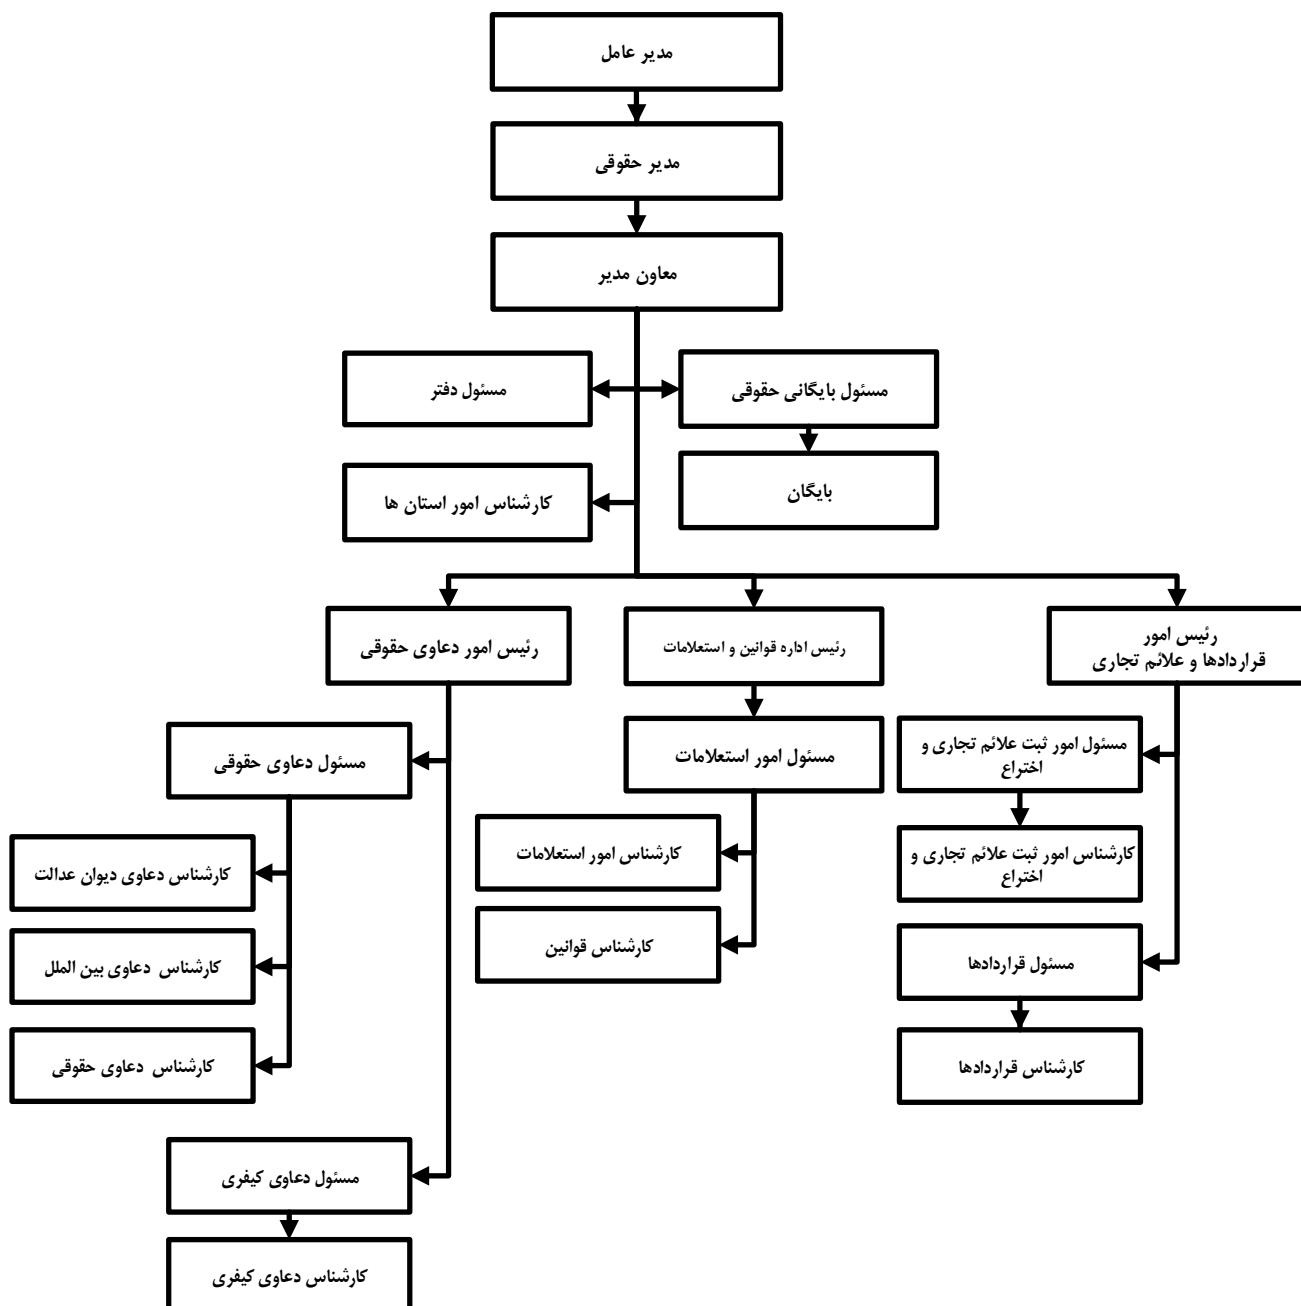 مدیر عامل
مدیر حقوقی
معاون مدیر
مسئول بایگانی حقوقی
مسئول دفتر
بایگان
کارشناس امور استان ها
رئیس امور
قراردادها و علائم تجاری
رئیس اداره قوانین و استعلامات
رئیس امور دعاوی حقوقی
مسئول امور ثبت علائم تجاری و
اختراع
مسئول امور استعلامات
مسئول دعاوی حقوقی
کارشناس امور ثبت علائم تجاری و
اختراع
کارشناس امور استعلامات
کارشناس دعاوی دیوان عدالت
کارشناس قوانین
مسئول قراردادها
کارشناس دعاوی بین الملل
کارشناس قراردادها
کارشناس دعاوی حقوقی
مسئول دعاوی کیفری
کارشناس دعاوی کیفری